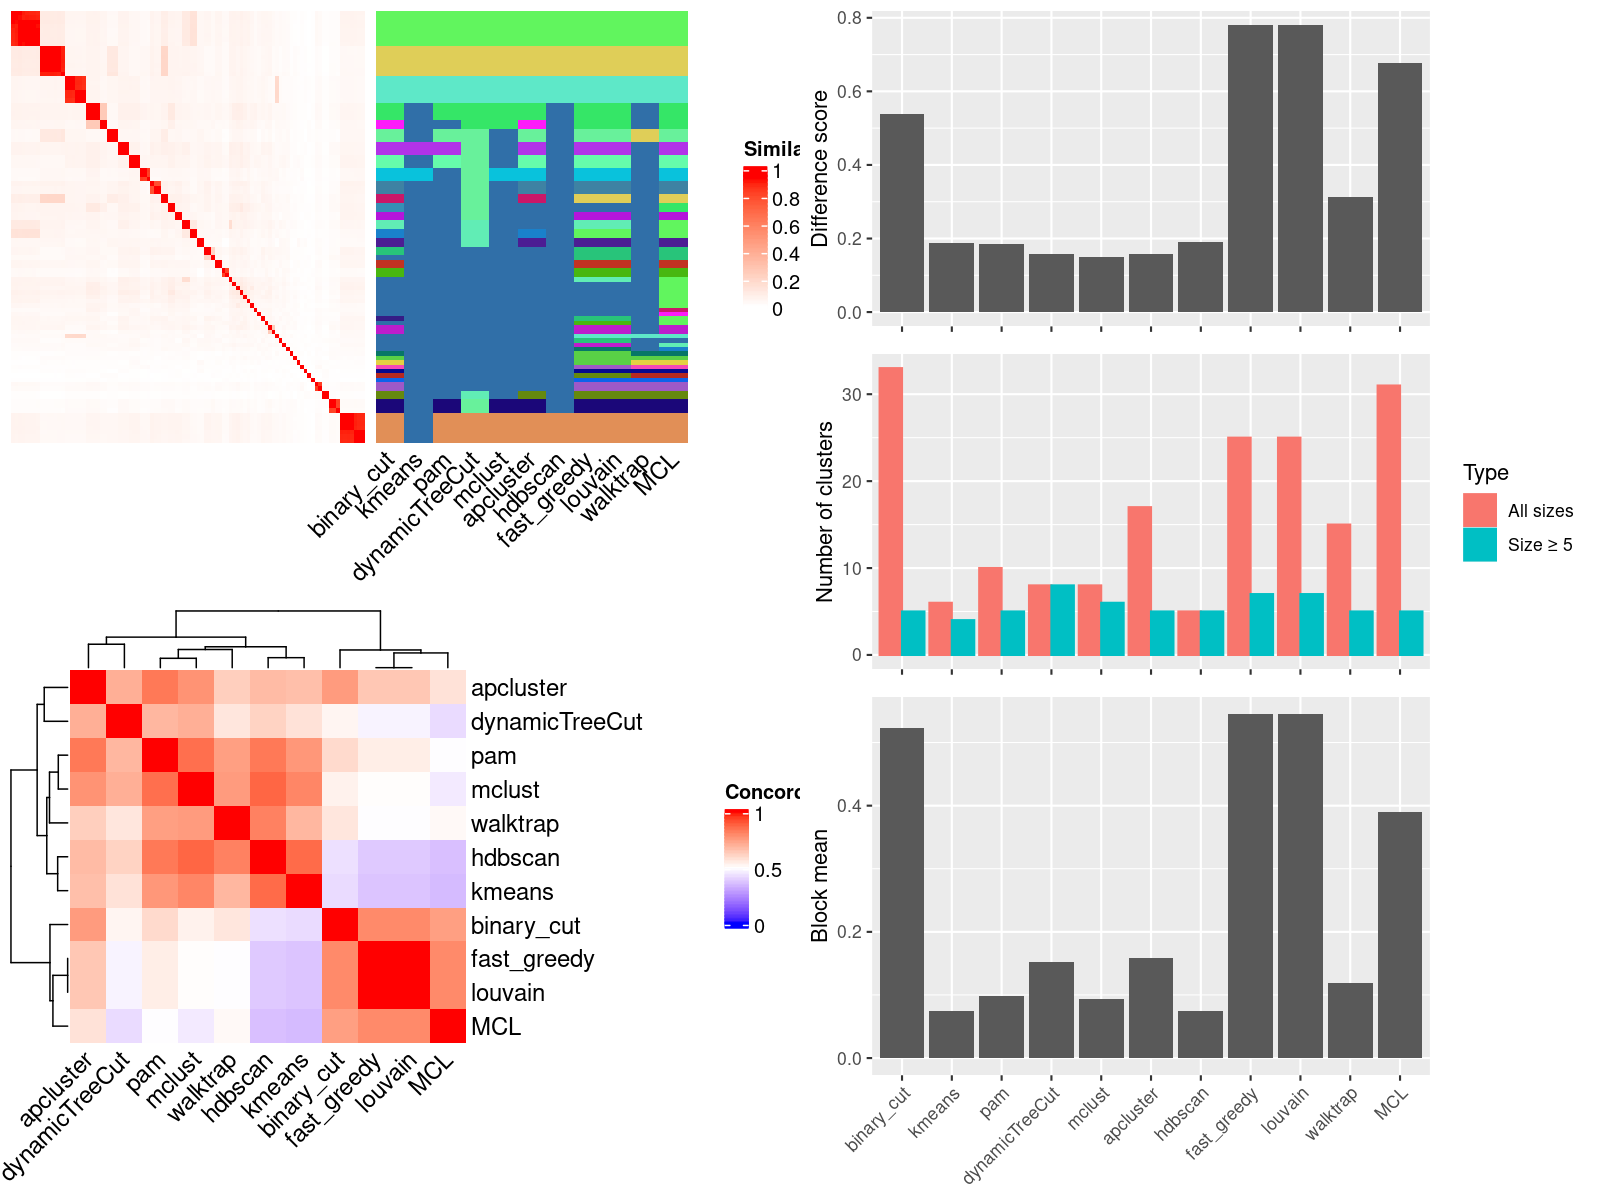 Simila
1
0.8
0.6
0.4
0.2
0
binary_cut
kmeans
pam
dynamicTreeCut
mclust
apcluster
hdbscan
fast_greedy
louvain
walktrap
MCL
apcluster
dynamicTreeCut
pam
mclust
walktrap
hdbscan
kmeans
binary_cut
fast_greedy
louvain
MCL
apcluster
dynamicTreeCut
pam
mclust
walktrap
hdbscan
kmeans
binary_cut
fast_greedy
louvain
MCL
Concord
1
0.5
0
Difference score
0.8
0.6
0.4
0.2
0.0
Number of clusters
30
20
10
0
Type
All sizes
Size ≥ 5
Block mean
0.4
0.2
0.0
binary_cut
kmeans
pam
dynamicTreeCut
mclust
apcluster
hdbscan
fast_greedy
louvain
walktrap
MCL